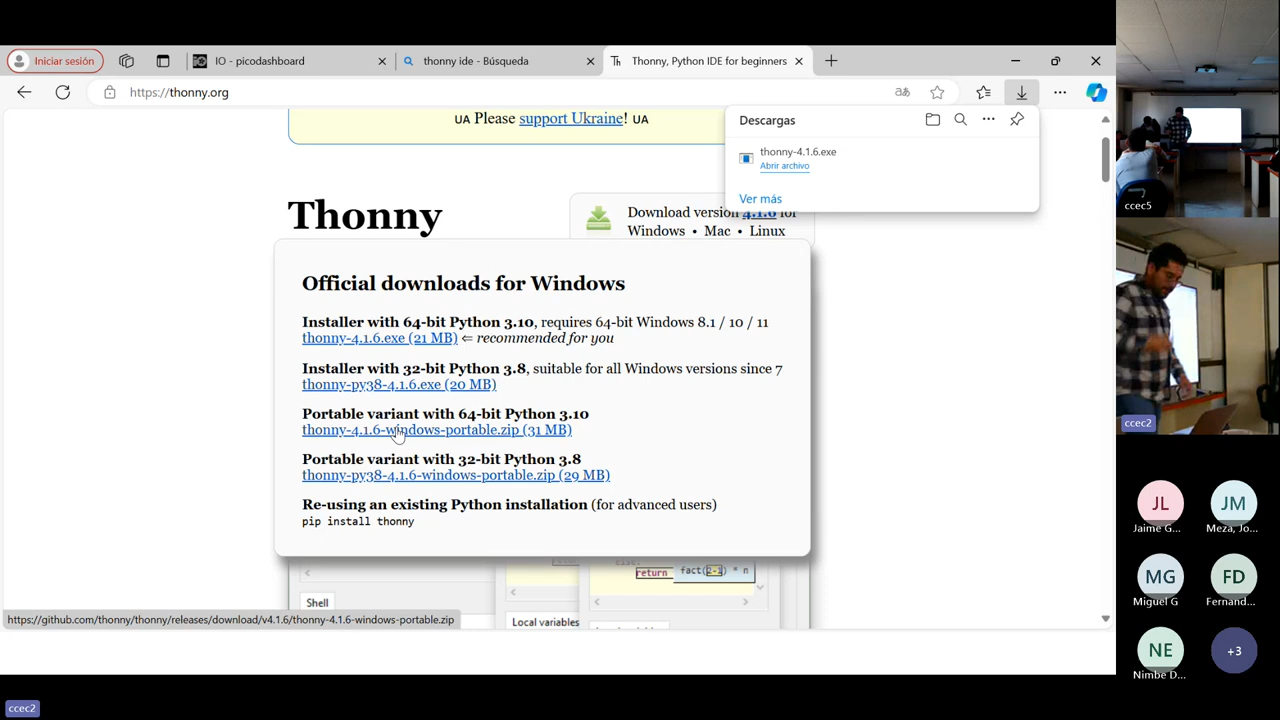 Iniciar sesión
IO - picodashboard
thonny ide - Búsqueda
Th Thonny, Python IDE for beginners
https://thonny.org
UA Please support Ukraine! UA
Descargas
thonny-4.1.6.exe
Abrir archivo
Ver más
Thonny
Download version 4.1.6 for
Windows • Mac • Linux
Official downloads for Windows
Installer with 64-bit Python 3.10, requires 64-bit Windows 8.1 / 10 / 11
thonny-4.1.6.exe (21 MB) ⇐ recommended for you
Installer with 32-bit Python 3.8, suitable for all Windows versions since 7
thonny-py38-4.1.6.exe (20 MB)
Portable variant with 64-bit Python 3.10
thonny-4.1.6-windows-portable.zip (31 MB)
Portable variant with 32-bit Python 3.8
thonny-py38-4.1.6-windows-portable.zip (29 MB)
Re-using an existing Python installation (for advanced users)
pip install thonny
return fact(2-1) * n
Shell
Local variables
https://github.com/thonny/thonny/releases/download/v4.1.6/thonny-4.1.6-windows-portable.zip
ccec2
ccec5
ccec2
JL
Jaime G...
JM
Meza, Jo...
MG
Miguel G
FD
Fernand...
NE
Nimbe D...
+3